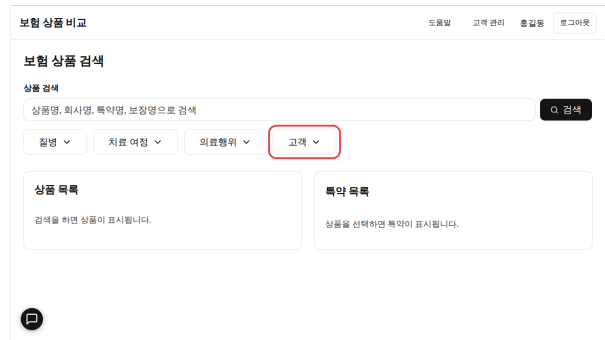 보험 상품 비교
도움말 고객 관리 홍길동 로그아웃
보험 상품 검색
상품 검색
상품명, 회사명, 특약명, 보장명으로 검색 검색
질병 치료 여정 의료행위 고객
상품 목록
검색을 하면 상품이 표시됩니다.
특약 목록
상품을 선택하면 특약이 표시됩니다.